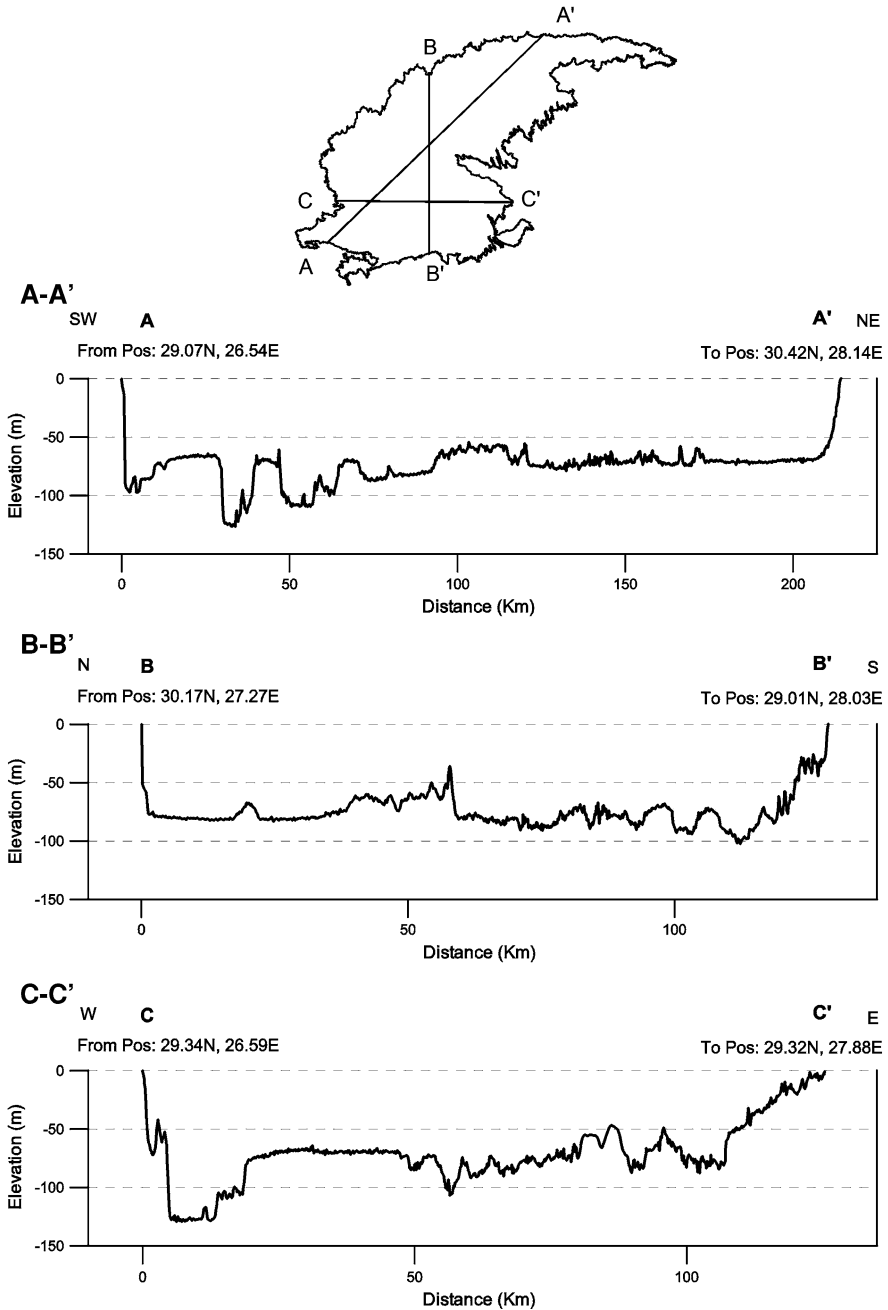 A'
B
C
C'
A
B'
A-A’
SW A A' NE
From Pos: 29.07N, 26.54E To Pos: 30.42N, 28.14E
0
-50
-100
-150
Elevation (m)
0 50 100 150 200
Distance (Km)
B-B’
N B B' S
From Pos: 30.17N, 27.27E To Pos: 29.01N, 28.03E
0
-50
-100
-150
Elevation (m)
0 50 100
Distance (Km)
C-C’
W C C' E
From Pos: 29.34N, 26.59E To Pos: 29.32N, 27.88E
0
-50
-100
-150
Elevation (m)
0 50 100
Distance (Km)